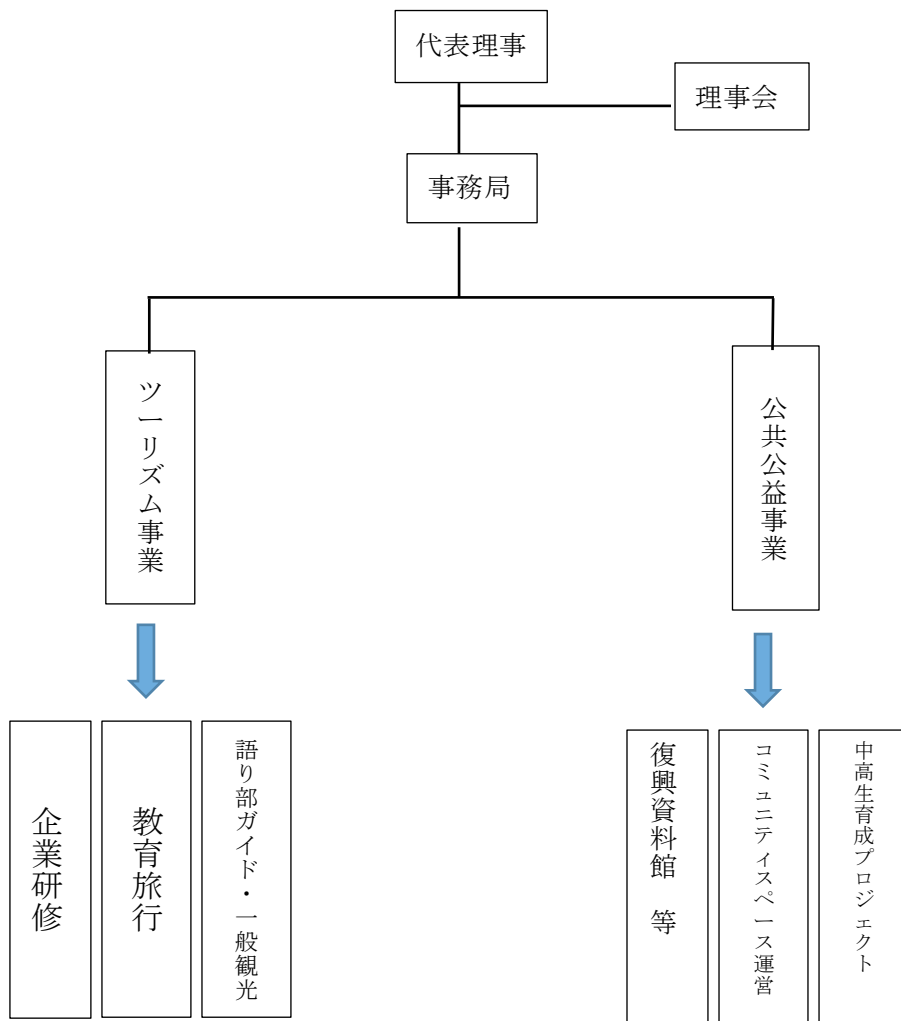 代表理事
理事会
事務局
ツーリズム事業
公共公益事業
企業研修
教育旅行
語り部ガイド・一般観光
復興資料館　等
コミュニティスペース運営
中高生育成プロジェクト